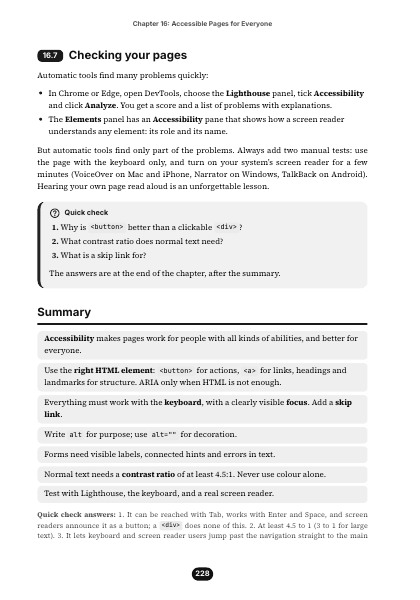 Chapter 16: Accessible Pages for Everyone
16.7 Checking your pages
Automatic tools find many problems quickly:
• In Chrome or Edge, open DevTools, choose the Lighthouse panel, tick Accessibility
and click Analyze. You get a score and a list of problems with explanations.
• The Elements panel has an Accessibility pane that shows how a screen reader
understands any element: its role and its name.
But automatic tools find only part of the problems. Always add two manual tests: use
the page with the keyboard only, and turn on your system's screen reader for a few
minutes (VoiceOver on Mac and iPhone, Narrator on Windows, TalkBack on Android).
Hearing your own page read aloud is an unforgettable lesson.
? Quick check
1. Why is <button> better than a clickable <div>?
2. What contrast ratio does normal text need?
3. What is a skip link for?
The answers are at the end of the chapter, after the summary.
Summary
Accessibility makes pages work for people with all kinds of abilities, and better for
everyone.
Use the right HTML element: <button> for actions, <a> for links, headings and
landmarks for structure. ARIA only when HTML is not enough.
Everything must work with the keyboard, with a clearly visible focus. Add a skip
link.
Write alt for purpose; use alt="" for decoration.
Forms need visible labels, connected hints and errors in text.
Normal text needs a contrast ratio of at least 4.5:1. Never use colour alone.
Test with Lighthouse, the keyboard, and a real screen reader.
Quick check answers: 1. It can be reached with Tab, works with Enter and Space, and screen
readers announce it as a button; a <div> does none of this. 2. At least 4.5 to 1 (3 to 1 for large
text). 3. It lets keyboard and screen reader users jump past the navigation straight to the main
228